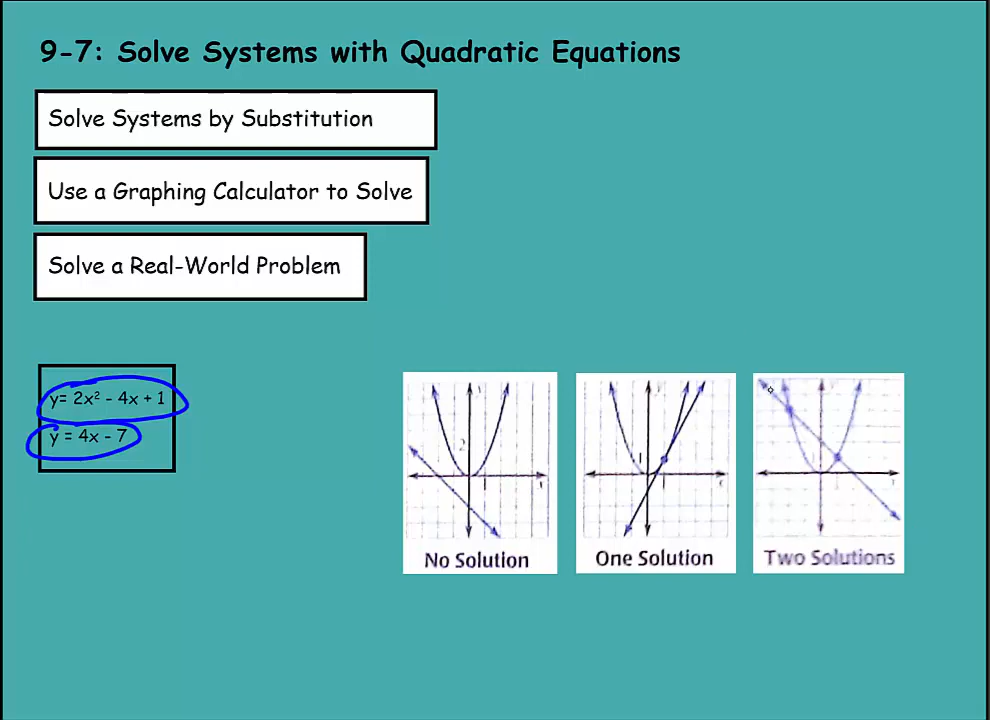 9-7: Solve Systems with Quadratic Equations
Solve Systems by Substitution
Use a Graphing Calculator to Solve
Solve a Real-World Problem
y= 2x² - 4x + 1
y = 4x - 7
No Solution
One Solution
Two Solutions